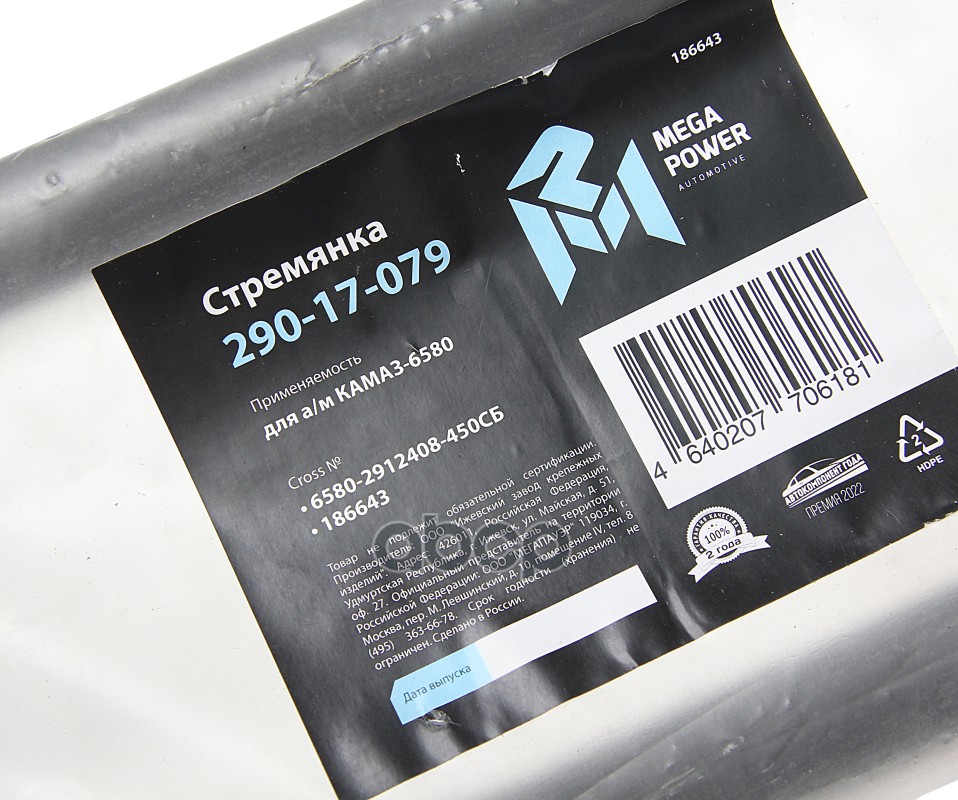 186643
MEGA
POWER
AUTOMOTIVE
Стремянка
290-17-079
Применяемость
для а/м КАМАЗ-6580
Cross №
• 6580-2912408-450СБ
• 186643
Товар не подлежит обязательной сертификации.
Производитель: ООО "Ижевский завод крепежных
изделий" Адрес: 4260 Российская Федерация,
Удмуртская Республика г. Ижевск, ул. Майская, д. 51,
оф. 27. Официальный представитель на территории
Российской Федерации: ООО "МЕГАПАУЭР" 119034, г.
Москва, пер. М. Левшинский, д. 10, помещение IV, тел. 8
(495) 363-66-78. Срок годности (хранения) не
ограничен. Сделано в России.
Дата выпуска
4 640207 706181
ГАРАНТИЯ КАЧЕСТВА
100%
2 года
АВТОКОМПОНЕНТ ГОДА
ПРЕМИЯ 2022
2
HDPE